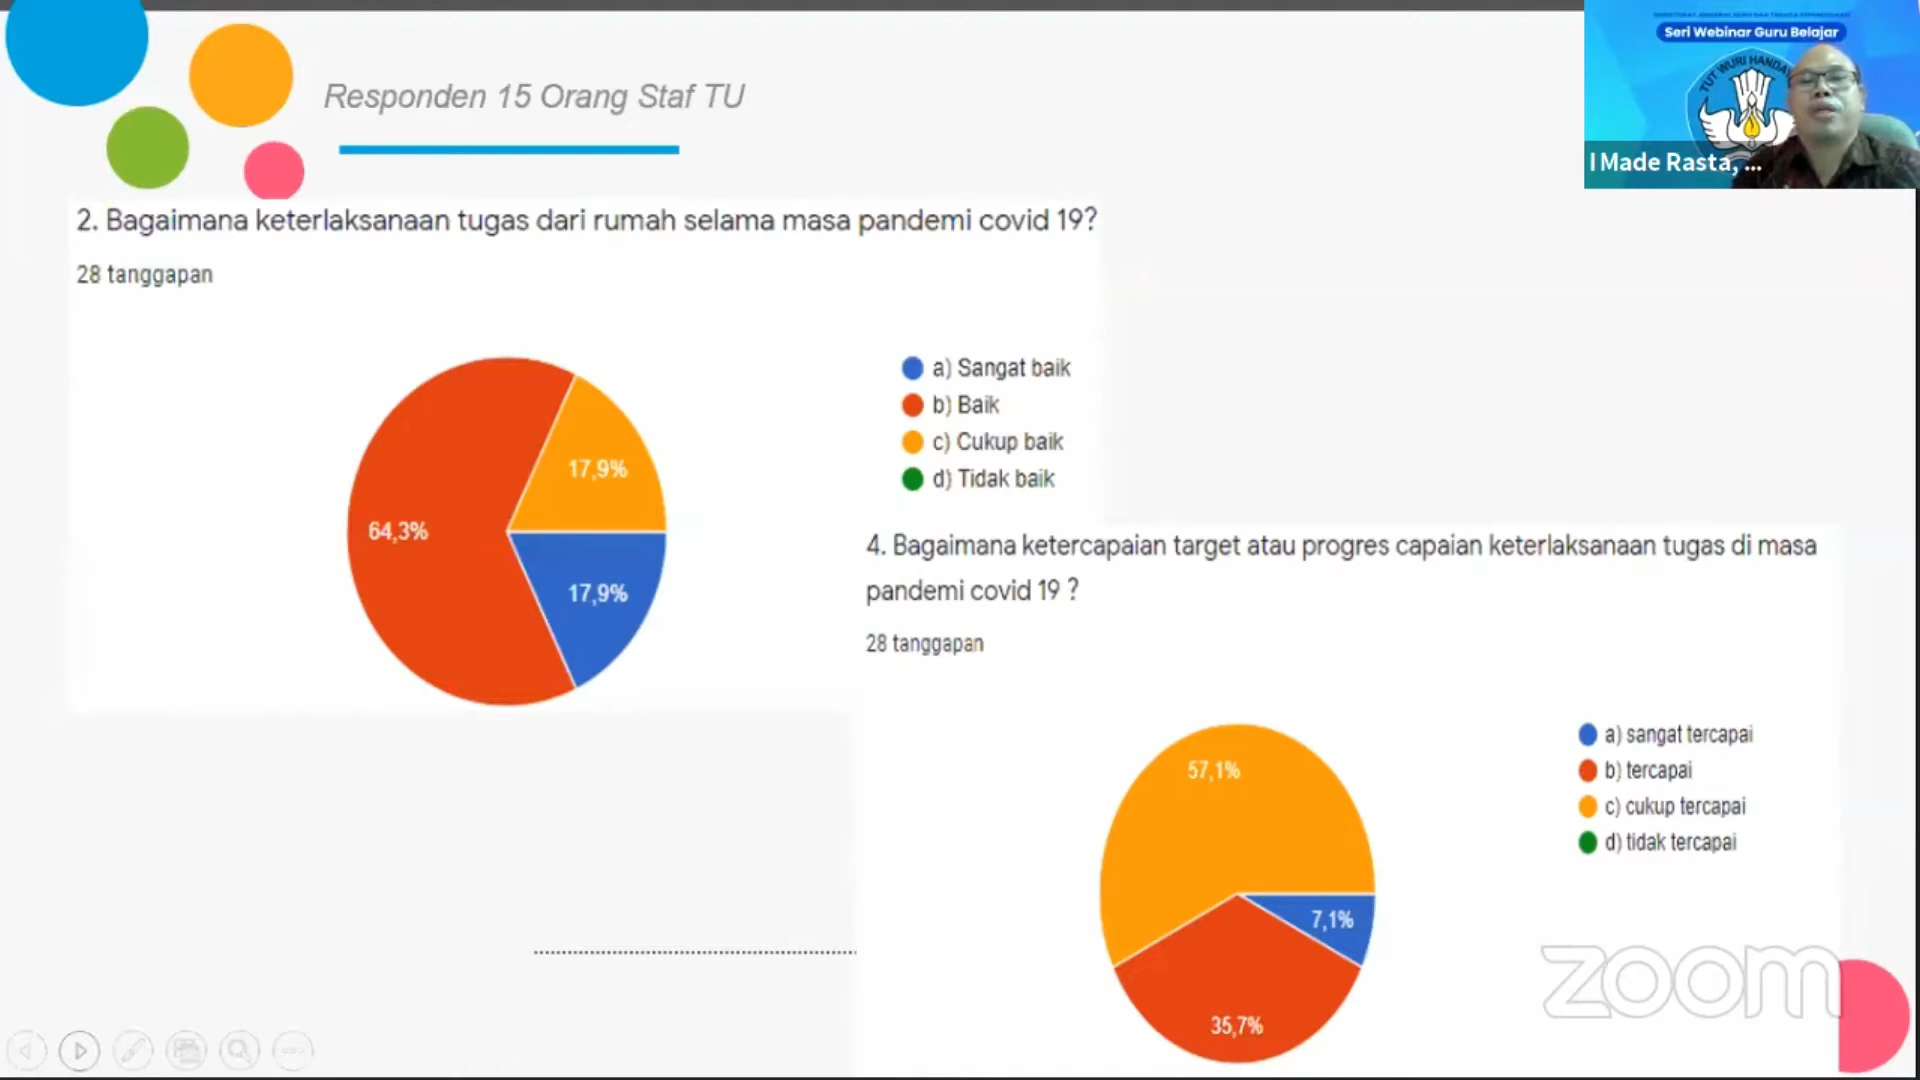 Responden 15 Orang Staf TU
Seri Webinar Guru Belajar
TUT WURI HANDAY
I Made Rasta, ...
2. Bagaimana keterlaksanaan tugas dari rumah selama masa pandemi covid 19?
28 tanggapan
a) Sangat baik
b) Baik
c) Cukup baik
d) Tidak baik
17,9%
64,3%
17,9%
4. Bagaimana ketercapaian target atau progres capaian keterlaksanaan tugas di masa
pandemi covid 19 ?
28 tanggapan
a) sangat tercapai
b) tercapai
c) cukup tercapai
d) tidak tercapai
57,1%
7,1%
35,7%
zoom